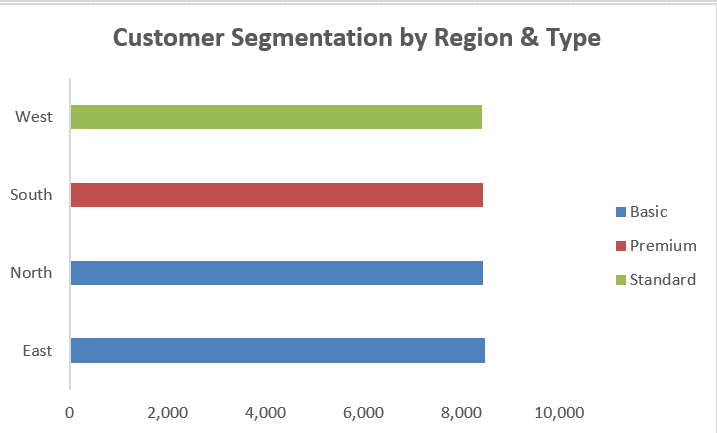 Customer Segmentation by Region & Type
West
South
North
East
0 2,000 4,000 6,000 8,000 10,000
Basic
Premium
Standard